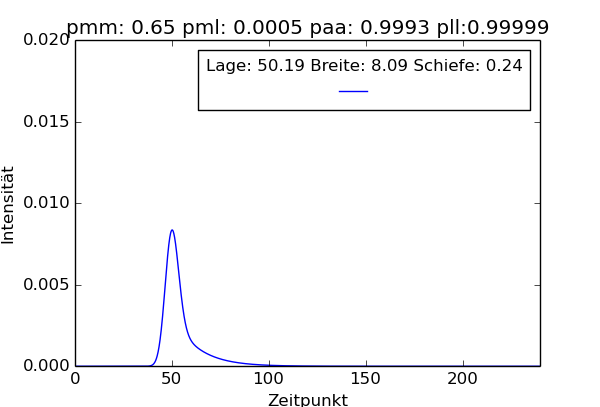 pmm: 0.65 pml: 0.0005 paa: 0.9993 pll:0.99999
Lage: 50.19 Breite: 8.09 Schiefe: 0.24
Intensität
0.020
0.015
0.010
0.005
0.000
0 50 100 150 200
Zeitpunkt